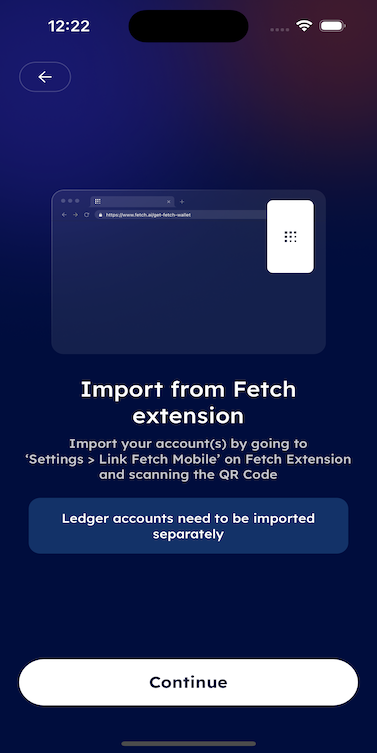 12:22
https://www.fetch.ai/get-fetch-wallet
Import from Fetch
extension
Import your account(s) by going to
‘Settings > Link Fetch Mobile’ on Fetch Extension
and scanning the QR Code
Ledger accounts need to be imported
separately
Continue